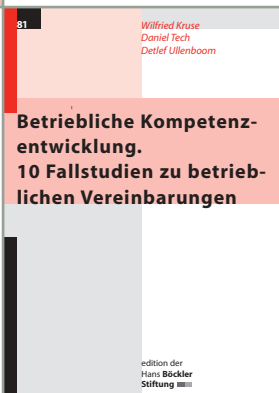 81
Wilfried Kruse
Daniel Tech
Detlef Ullenboom
Betriebliche Kompetenz-
entwicklung.
10 Fallstudien zu betrieb-
lichen Vereinbarungen
edition der
Hans Böckler
Stiftung